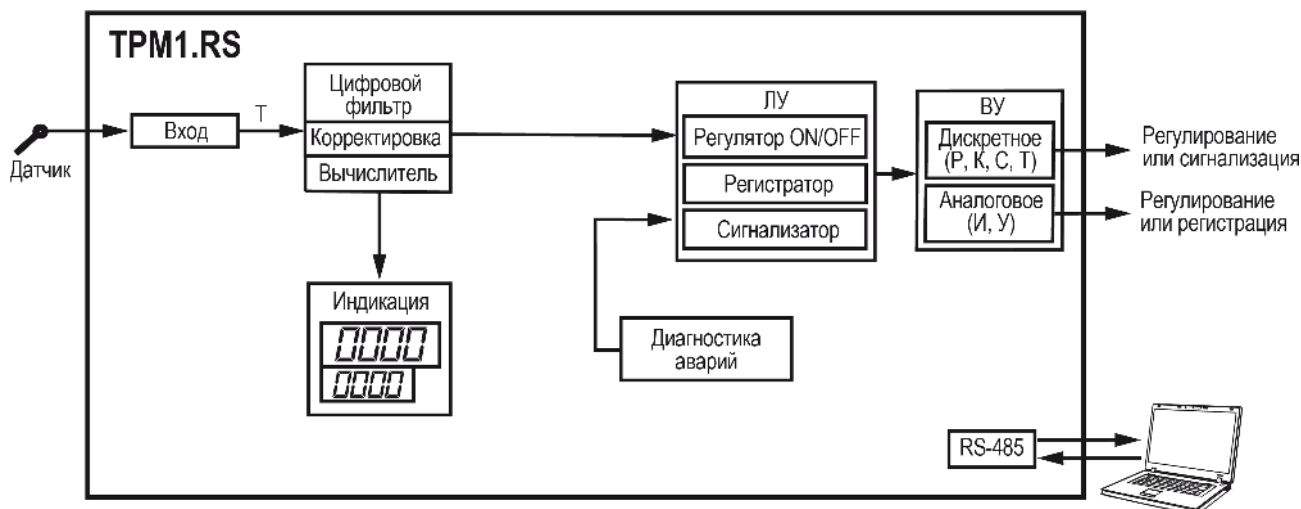 ТРМ1.RS
Датчик
Вход
Т
Цифровой
фильтр
Корректировка
Вычислитель
Индикация
0000
0000
ЛУ
Регулятор ON/OFF
Регистратор
Сигнализатор
Диагностика
аварий
ВУ
Дискретное
(Р, К, С, Т)
Аналоговое
(И, У)
Регулирование
или сигнализация
Регулирование
или регистрация
RS-485